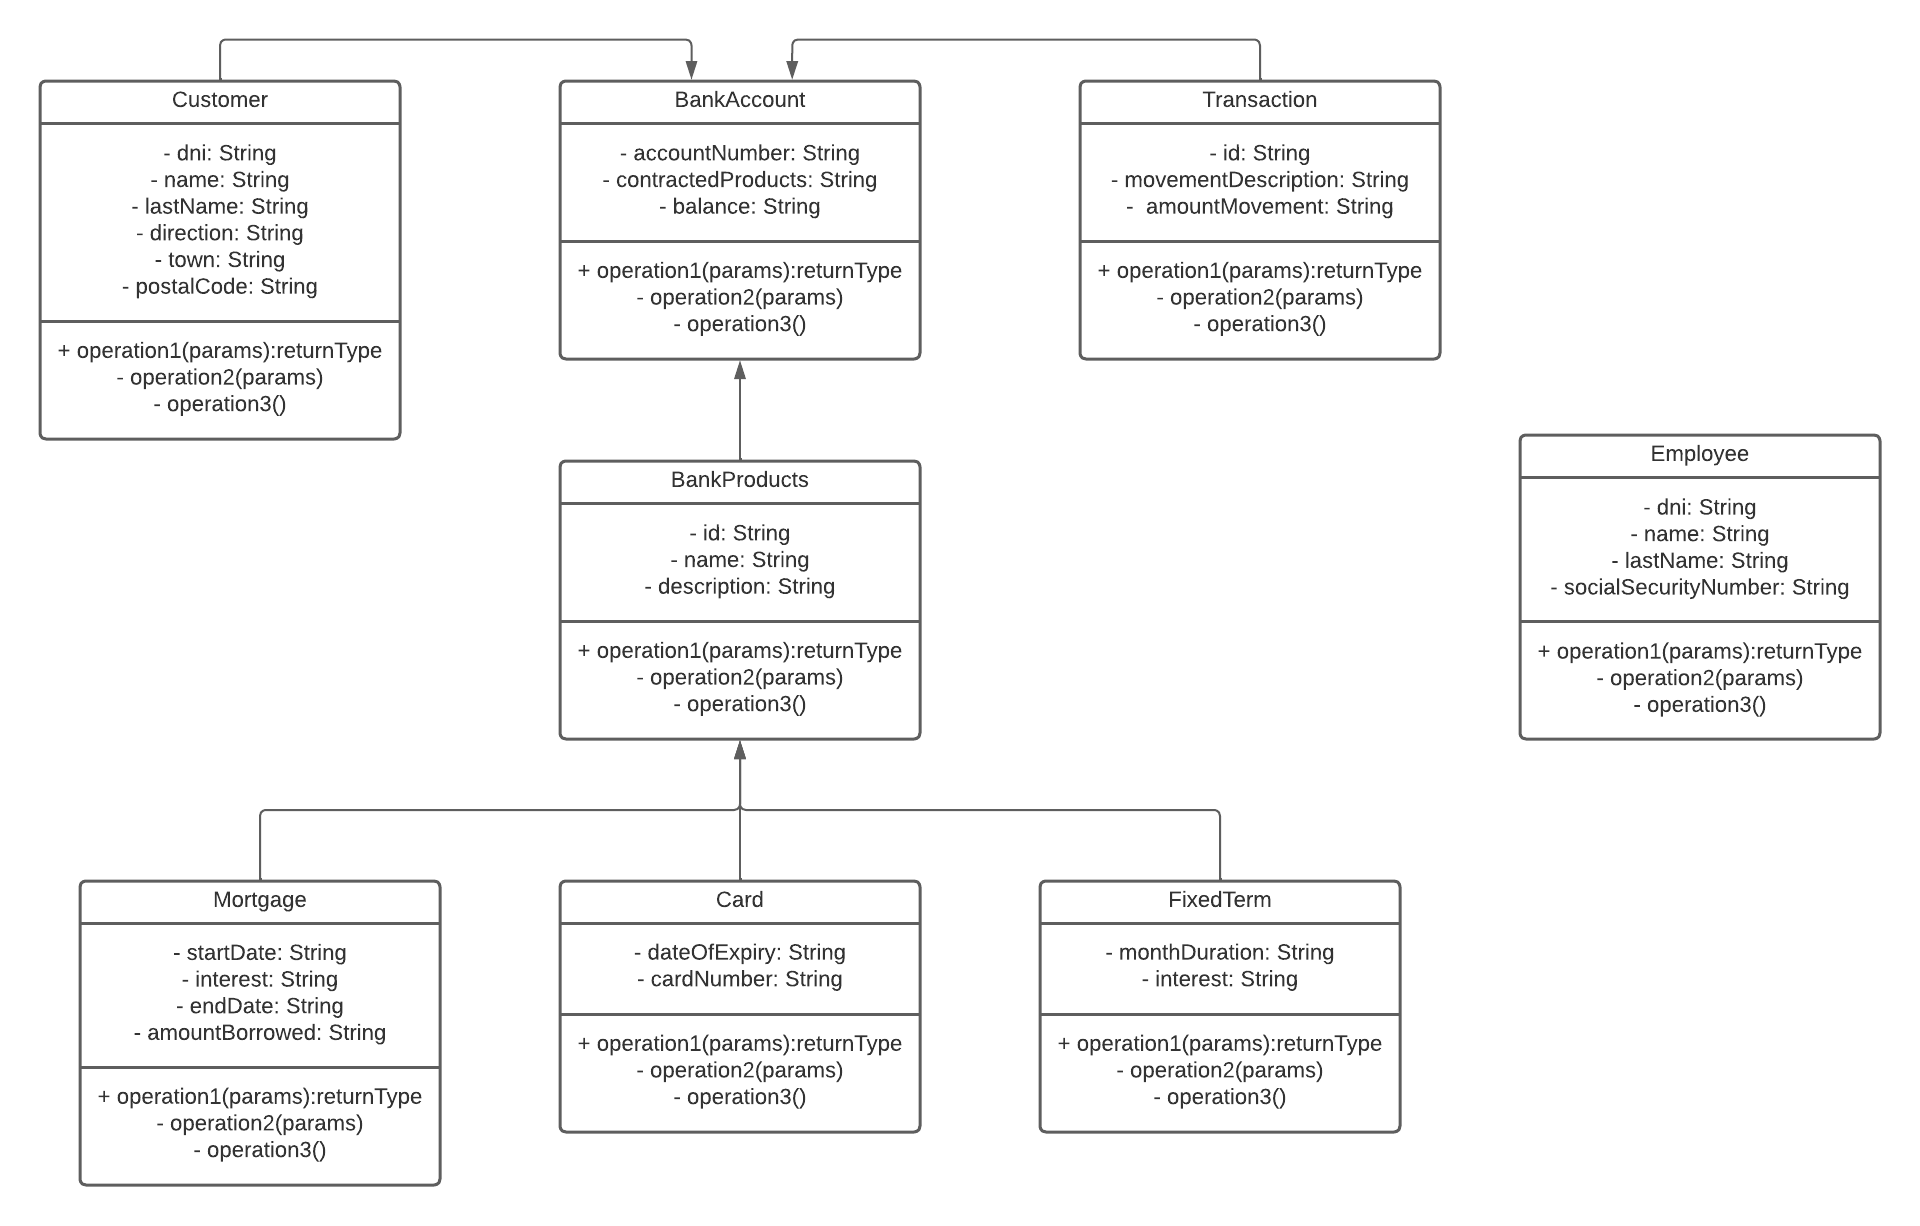 Customer
- dni: String
- name: String
- lastName: String
- direction: String
- town: String
- postalCode: String
+ operation1(params):returnType
- operation2(params)
- operation3()
BankAccount
- accountNumber: String
- contractedProducts: String
- balance: String
+ operation1(params):returnType
- operation2(params)
- operation3()
Transaction
- id: String
- movementDescription: String
-  amountMovement: String
+ operation1(params):returnType
- operation2(params)
- operation3()
Employee
- dni: String
- name: String
- lastName: String
- socialSecurityNumber: String
+ operation1(params):returnType
- operation2(params)
- operation3()
BankProducts
- id: String
- name: String
- description: String
+ operation1(params):returnType
- operation2(params)
- operation3()
Mortgage
- startDate: String
- interest: String
- endDate: String
- amountBorrowed: String
+ operation1(params):returnType
- operation2(params)
- operation3()
Card
- dateOfExpiry: String
- cardNumber: String
+ operation1(params):returnType
- operation2(params)
- operation3()
FixedTerm
- monthDuration: String
- interest: String
+ operation1(params):returnType
- operation2(params)
- operation3()